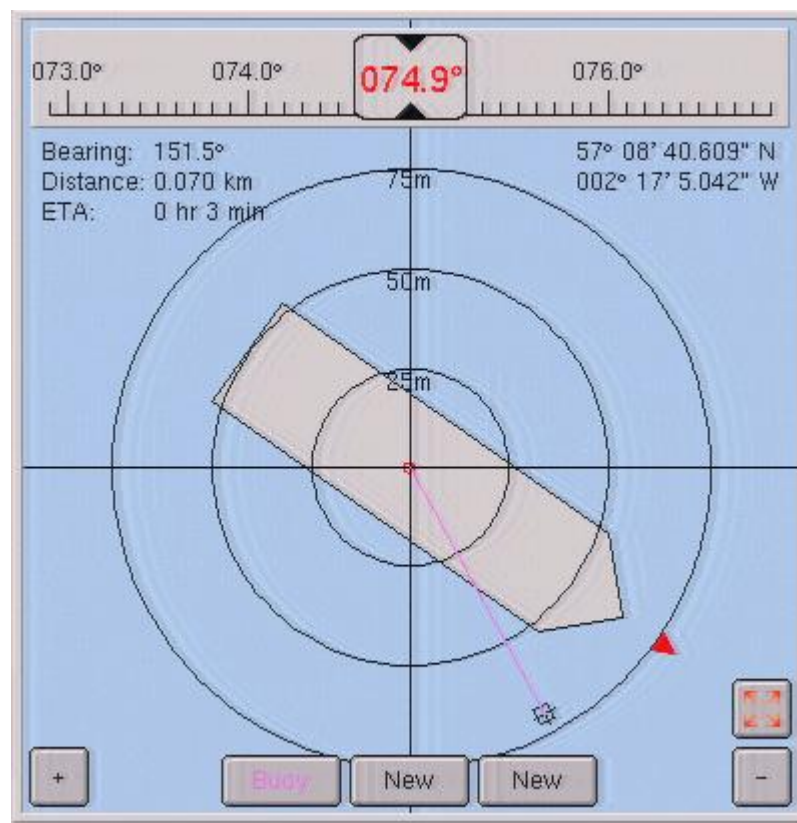 073.0° 074.0° 074.9° 076.0°
Bearing: 151.5°
Distance: 0.070 km
ETA: 0 hr 3 min
57° 08' 40.609" N
002° 17' 5.042" W
75m
50m
25m
+ Buoy New New -